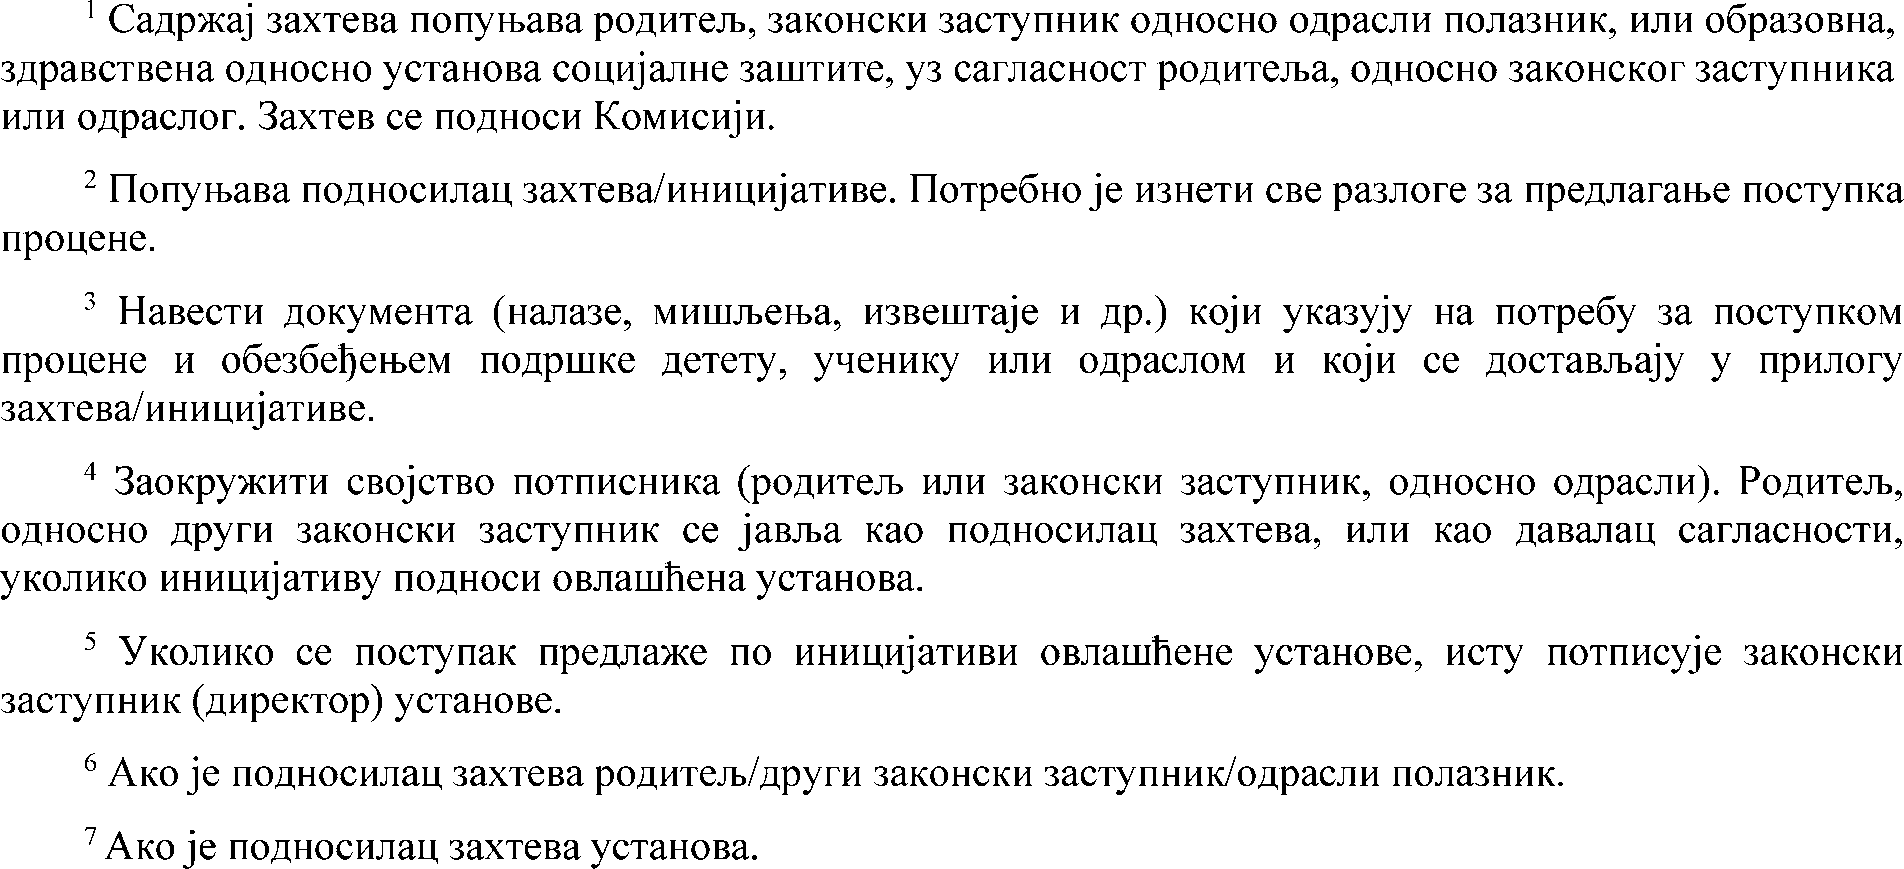 ¹ Садржај захтева попуњава родитељ, законски заступник односно одрасли полазник, или образовна,
здравствена односно установа социјалне заштите, уз сагласност родитеља, односно законског заступника
или одраслог. Захтев се подноси Комисији.
² Попуњава подносилац захтева/иницијативе. Потребно је изнети све разлоге за предлагање поступка
процене.
³ Навести документа (налазе, мишљења, извештаје и др.) који указују на потребу за поступком
процене и обезбеђењем подршке детету, ученику или одраслом и који се достављају у прилогу
захтева/иницијативе.
⁴ Заокружити својство потписника (родитељ или законски заступник, односно одрасли). Родитељ,
односно други законски заступник се јавља као подносилац захтева, или као давалац сагласности,
уколико иницијативу подноси овлашћена установа.
⁵ Уколико се поступак предлаже по иницијативи овлашћене установе, исту потписује законски
заступник (директор) установе.
⁶ Ако је подносилац захтева родитељ/други законски заступник/одрасли полазник.
⁷ Ако је подносилац захтева установа.